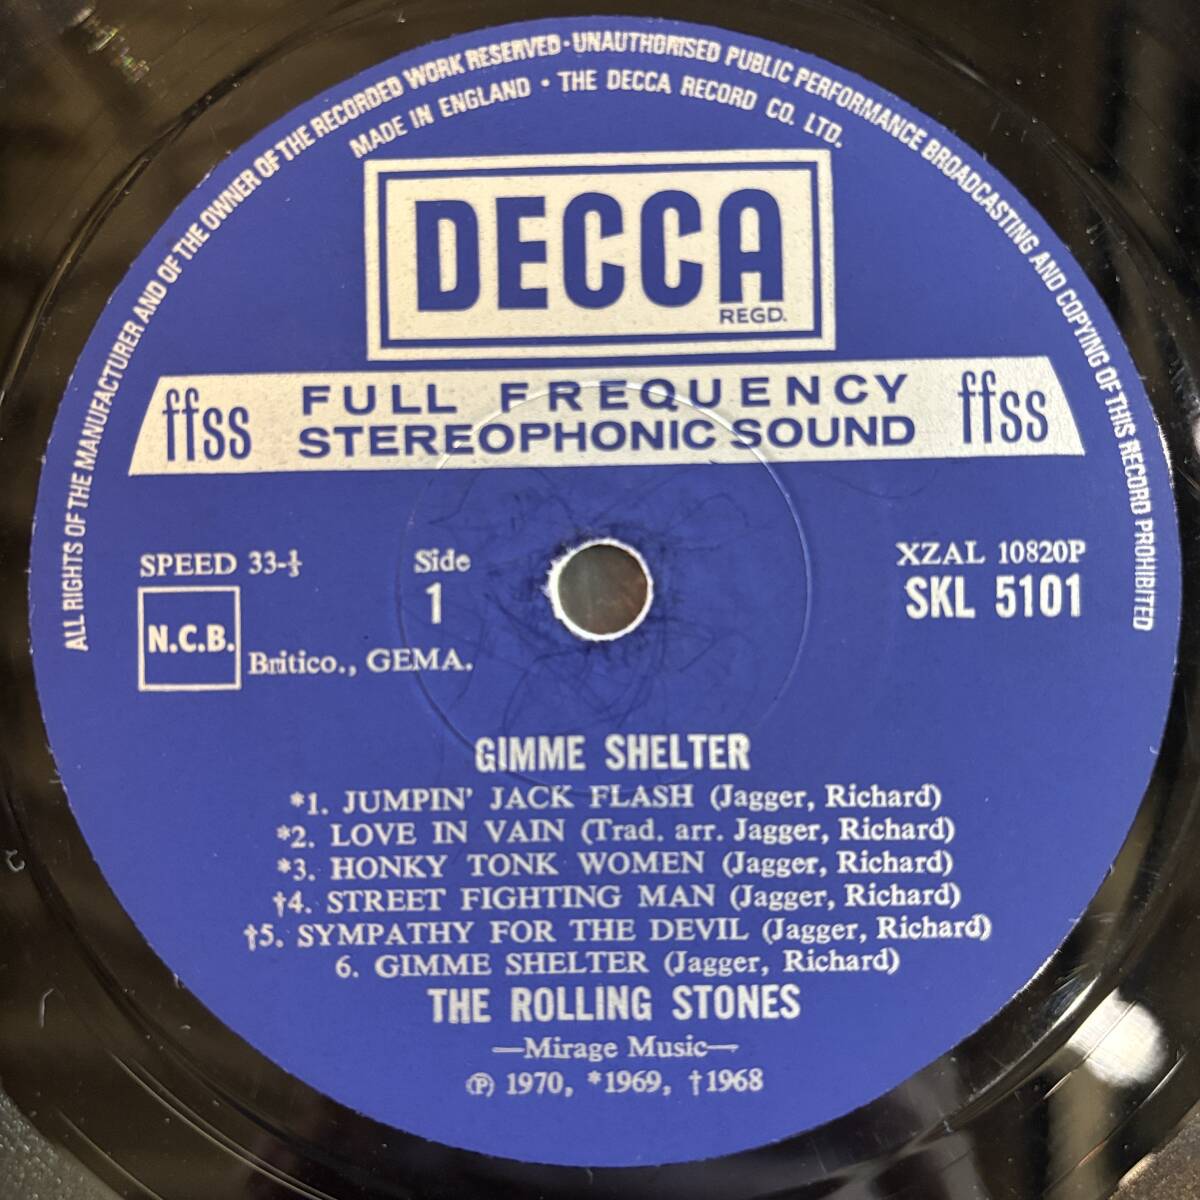 ALL RIGHTS OF THE MANUFACTURER AND OF THE OWNER OF THE RECORDED WORK RESERVED · UNAUTHORISED PUBLIC PERFORMANCE BROADCASTING AND COPYING OF THIS RECORD PROHIBITED
MADE IN ENGLAND · THE DECCA RECORD CO. LTD.
DECCA
REGD.
ffss FULL FREQUENCY ffss
STEREOPHONIC SOUND
SPEED 33-⅓ Side XZAL 10820P
1 SKL 5101
N.C.B. Britico., GEMA.
GIMME SHELTER
*1. JUMPIN' JACK FLASH (Jagger, Richard)
*2. LOVE IN VAIN (Trad. arr. Jagger, Richard)
*3. HONKY TONK WOMEN (Jagger, Richard)
†4. STREET FIGHTING MAN (Jagger, Richard)
†5. SYMPATHY FOR THE DEVIL (Jagger, Richard)
6. GIMME SHELTER (Jagger, Richard)
THE ROLLING STONES
—Mirage Music—
℗ 1970, *1969, †1968